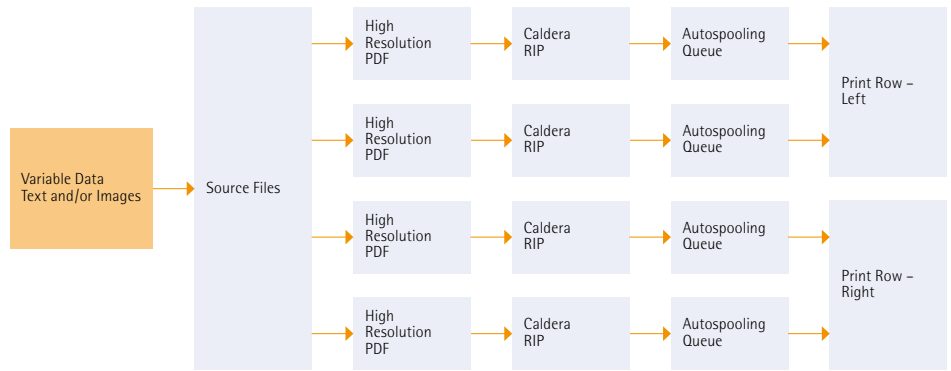 Variable Data
Text and/or Images
Source Files
High
Resolution
PDF
Caldera
RIP
Autospooling
Queue
High
Resolution
PDF
Caldera
RIP
Autospooling
Queue
Print Row –
Left
High
Resolution
PDF
Caldera
RIP
Autospooling
Queue
High
Resolution
PDF
Caldera
RIP
Autospooling
Queue
Print Row –
Right